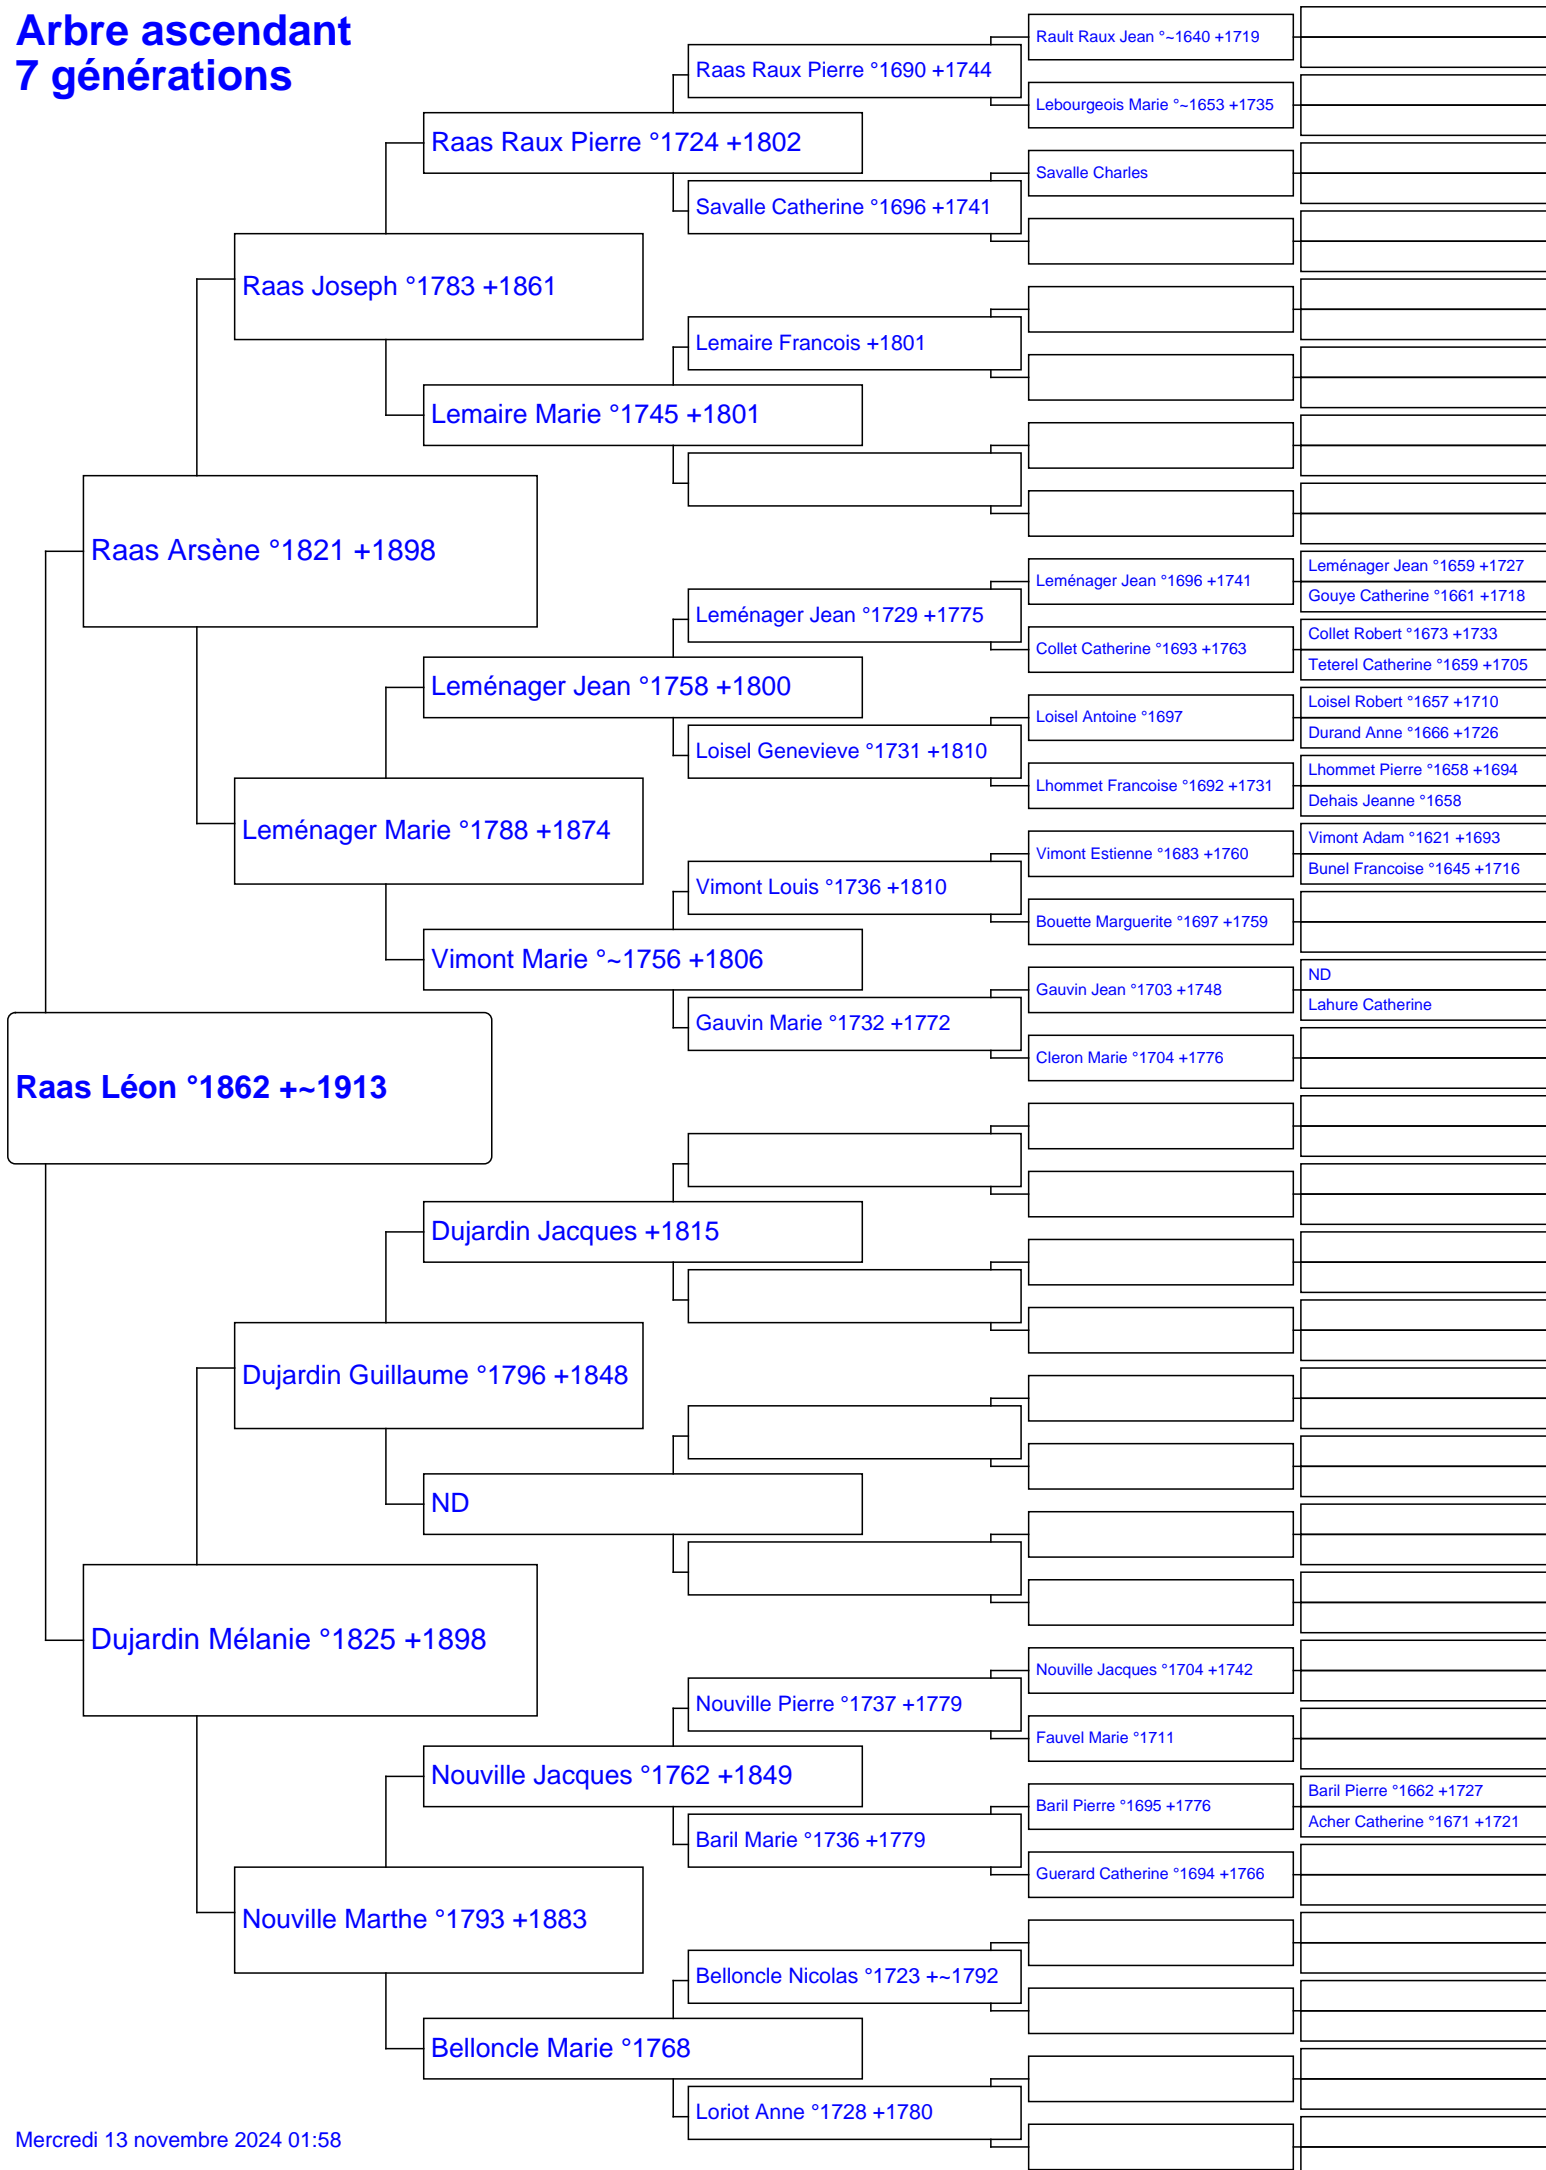 Arbre ascendant
7 générations
Rault Raux Jean °~1640 +1719
Raas Raux Pierre °1690 +1744
Lebourgeois Marie °~1653 +1735
Raas Raux Pierre °1724 +1802
Savalle Charles
Savalle Catherine °1696 +1741
Raas Joseph °1783 +1861
Lemaire Francois +1801
Lemaire Marie °1745 +1801
Raas Arsène °1821 +1898
Leménager Jean °1659 +1727
Leménager Jean °1696 +1741
Gouye Catherine °1661 +1718
Leménager Jean °1729 +1775
Collet Robert °1673 +1733
Collet Catherine °1693 +1763
Teterel Catherine °1659 +1705
Leménager Jean °1758 +1800
Loisel Robert °1657 +1710
Loisel Antoine °1697
Durand Anne °1666 +1726
Loisel Genevieve °1731 +1810
Lhommet Pierre °1658 +1694
Lhommet Francoise °1692 +1731
Dehais Jeanne °1658
Leménager Marie °1788 +1874
Vimont Adam °1621 +1693
Vimont Estienne °1683 +1760
Bunel Francoise °1645 +1716
Vimont Louis °1736 +1810
Bouette Marguerite °1697 +1759
Vimont Marie °~1756 +1806
ND
Gauvin Jean °1703 +1748
Lahure Catherine
Gauvin Marie °1732 +1772
Cleron Marie °1704 +1776
Raas Léon °1862 +~1913
Dujardin Jacques +1815
Dujardin Guillaume °1796 +1848
ND
Dujardin Mélanie °1825 +1898
Nouville Jacques °1704 +1742
Nouville Pierre °1737 +1779
Fauvel Marie °1711
Nouville Jacques °1762 +1849
Baril Pierre °1662 +1727
Baril Pierre °1695 +1776
Acher Catherine °1671 +1721
Baril Marie °1736 +1779
Guerard Catherine °1694 +1766
Nouville Marthe °1793 +1883
Belloncle Nicolas °1723 +~1792
Belloncle Marie °1768
Loriot Anne °1728 +1780
Mercredi 13 novembre 2024 01:58